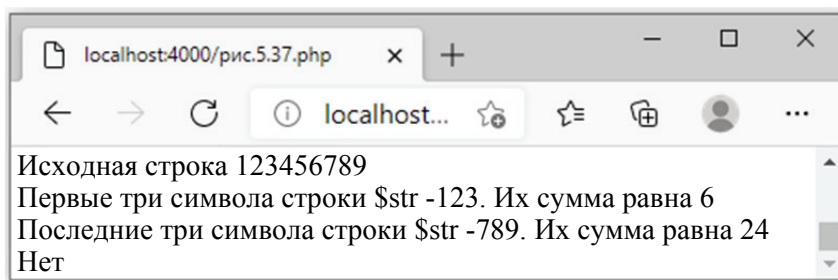 localhost:4000/рис.5.37.php
localhost...
Исходная строка 123456789
Первые три символа строки $str -123. Их сумма равна 6
Последние три символа строки $str -789. Их сумма равна 24
Нет